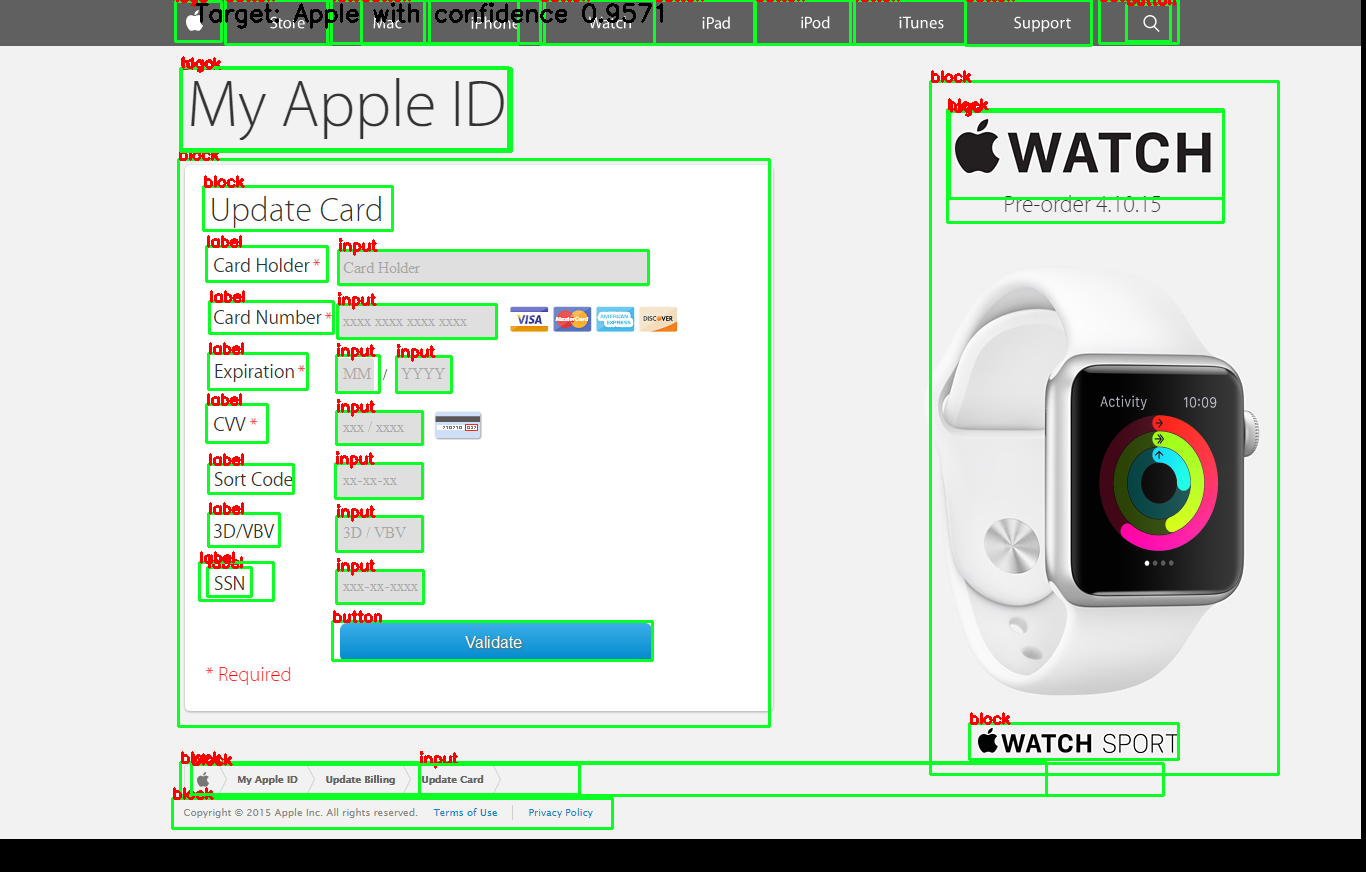 Target: Apple with confidence 0.9571
Store Mac iPhone Watch iPad iPod iTunes Support
button
logo
My Apple ID
block
block
Update Card
label input
Card Holder * Card Holder
label input
Card Number * xxxx xxxx xxxx xxxx VISA MasterCard AMERICAN EXPRESS DISCOVER
label input input
Expiration * MM / YYYY
label input
CVV * xxx / xxxx
label input
Sort Code xx-xx-xx
label input
3D/VBV 3D / VBV
label input
SSN xxx-xx-xxxx
button
Validate
* Required
block
block
WATCH
Pre-order 4.10.15
Activity 10:09
block
WATCH SPORT
block block input
My Apple ID Update Billing Update Card
block
Copyright © 2015 Apple Inc. All rights reserved. Terms of Use Privacy Policy